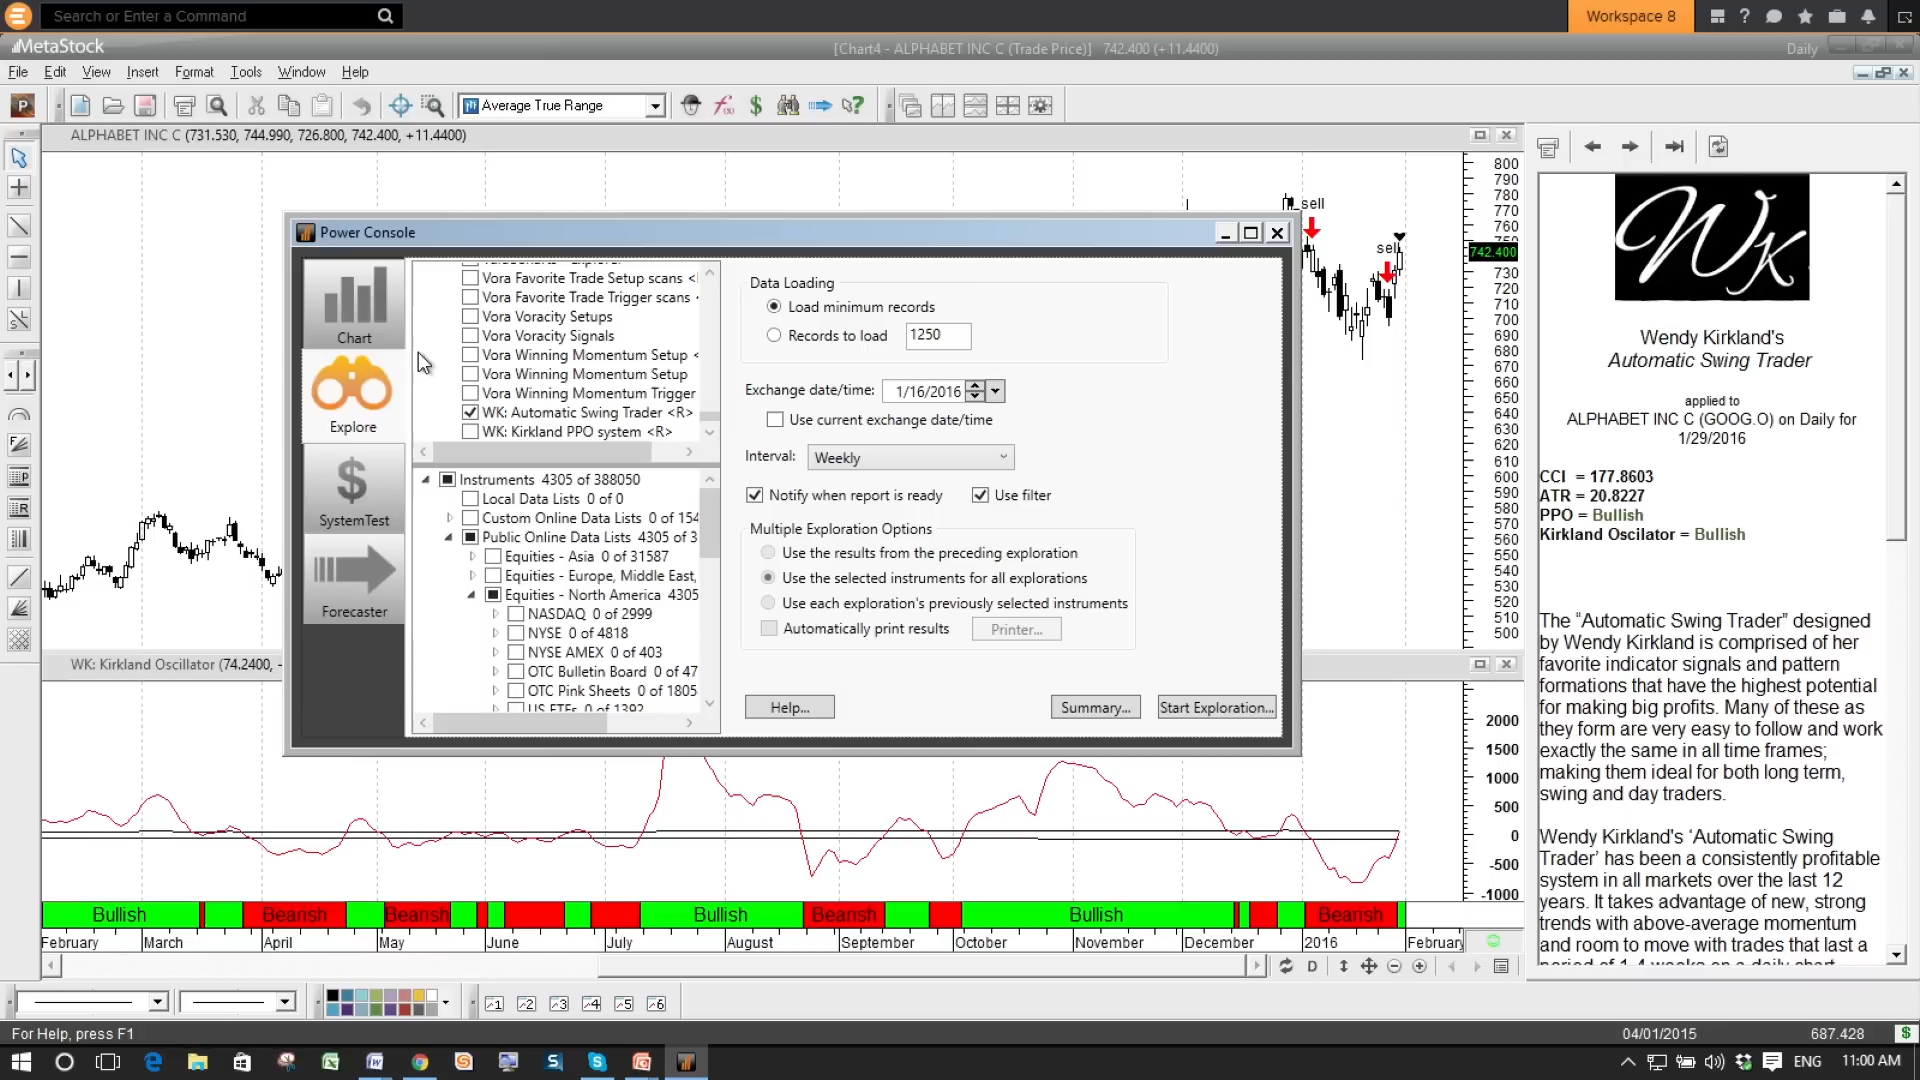 Search or Enter a Command
Workspace 8
MetaStock
[Chart4 - ALPHABET INC C (Trade Price)] 742.400 (+11.4400)
Daily
File Edit View Insert Format Tools Window Help
Average True Range
ALPHABET INC C (731.530, 744.990, 726.800, 742.400, +11.4400)
sell
sell
800
790
780
770
760
742.400
730
720
710
700
690
680
670
660
650
640
630
620
610
600
590
580
570
560
550
540
530
520
510
500
Power Console
Chart
Explore
SystemTest
Forecaster
Vora Favorite Trade Setup scans <
Vora Favorite Trade Trigger scans
Vora Voracity Setups
Vora Voracity Signals
Vora Winning Momentum Setup <
Vora Winning Momentum Setup
Vora Winning Momentum Trigger
WK: Automatic Swing Trader <R>
WK: Kirkland PPO system <R>
Instruments 4305 of 388050
Local Data Lists 0 of 0
Custom Online Data Lists 0 of 154
Public Online Data Lists 4305 of 3
Equities - Asia 0 of 31587
Equities - Europe, Middle East,
Equities - North America 4305
NASDAQ 0 of 2999
NYSE 0 of 4818
NYSE AMEX 0 of 403
OTC Bulletin Board 0 of 47
OTC Pink Sheets 0 of 1805
US ETFs 0 of 1392
Data Loading
Load minimum records
Records to load 1250
Exchange date/time: 1/16/2016
Use current exchange date/time
Interval: Weekly
Notify when report is ready Use filter
Multiple Exploration Options
Use the results from the preceding exploration
Use the selected instruments for all explorations
Use each exploration's previously selected instruments
Automatically print results Printer...
Help... Summary... Start Exploration...
WK: Kirkland Oscillator (74.2400, -
2000
1500
1000
500
0
-500
-1000
Bullish Bearish Bearish Bullish Bearish Bullish Bearish
February March April May June July August September October November December 2016 February
D
Wk
Wendy Kirkland's
Automatic Swing Trader
applied to
ALPHABET INC C (GOOG.O) on Daily for
1/29/2016
CCI = 177.8603
ATR = 20.8227
PPO = Bullish
Kirkland Oscilator = Bullish
The “Automatic Swing Trader” designed
by Wendy Kirkland is comprised of her
favorite indicator signals and pattern
formations that have the highest potential
for making big profits. Many of these as
they form are very easy to follow and work
exactly the same in all time frames;
making them ideal for both long term,
swing and day traders.
Wendy Kirkland's ‘Automatic Swing
Trader’ has been a consistently profitable
system in all markets over the last 12
years. It takes advantage of new, strong
trends with above-average momentum
and room to move with trades that last a
period of 1-4 weeks on a daily chart
1 2 3 4 5 6
For Help, press F1
04/01/2015 687.428
ENG 11:00 AM